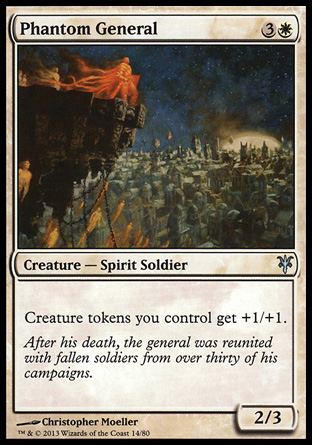 Phantom General 3
Creature — Spirit Soldier
Creature tokens you control get +1/+1.
After his death, the general was reunited
with fallen soldiers from over thirty of his
campaigns.
Christopher Moeller
™ & © 2013 Wizards of the Coast 14/80
2/3